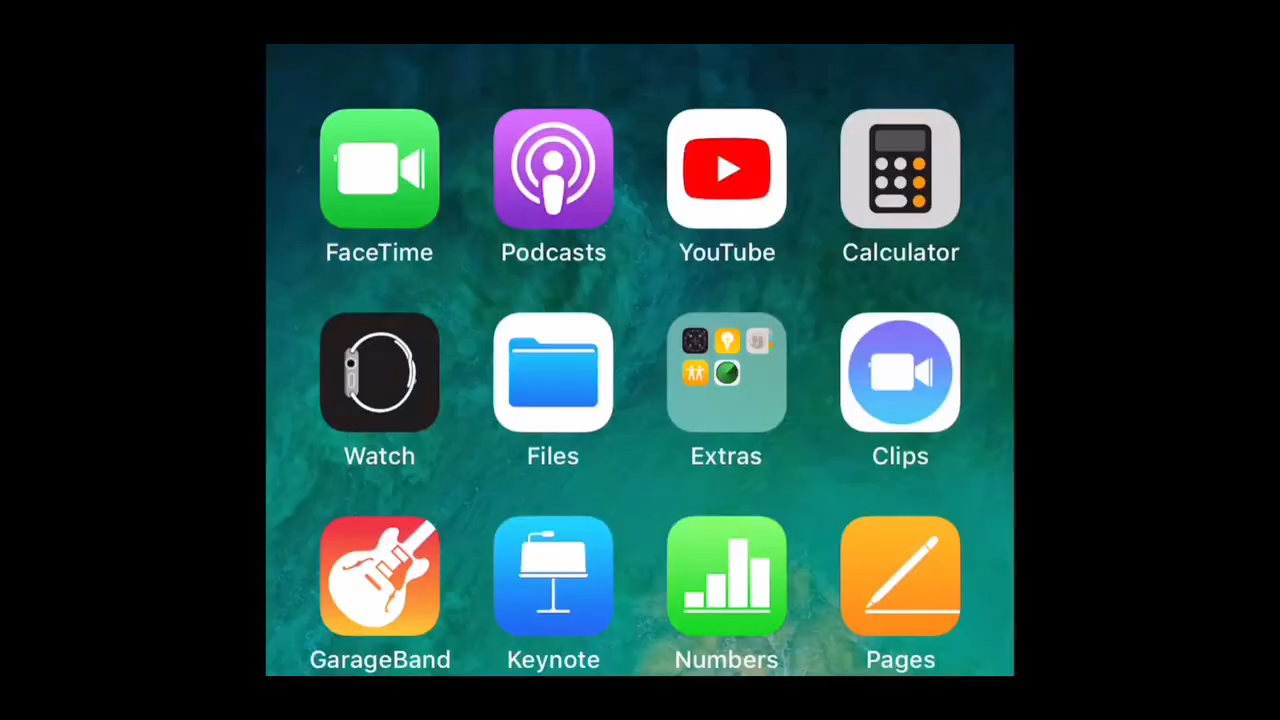 FaceTime Podcasts YouTube Calculator
Watch Files Extras Clips
GarageBand Keynote Numbers Pages